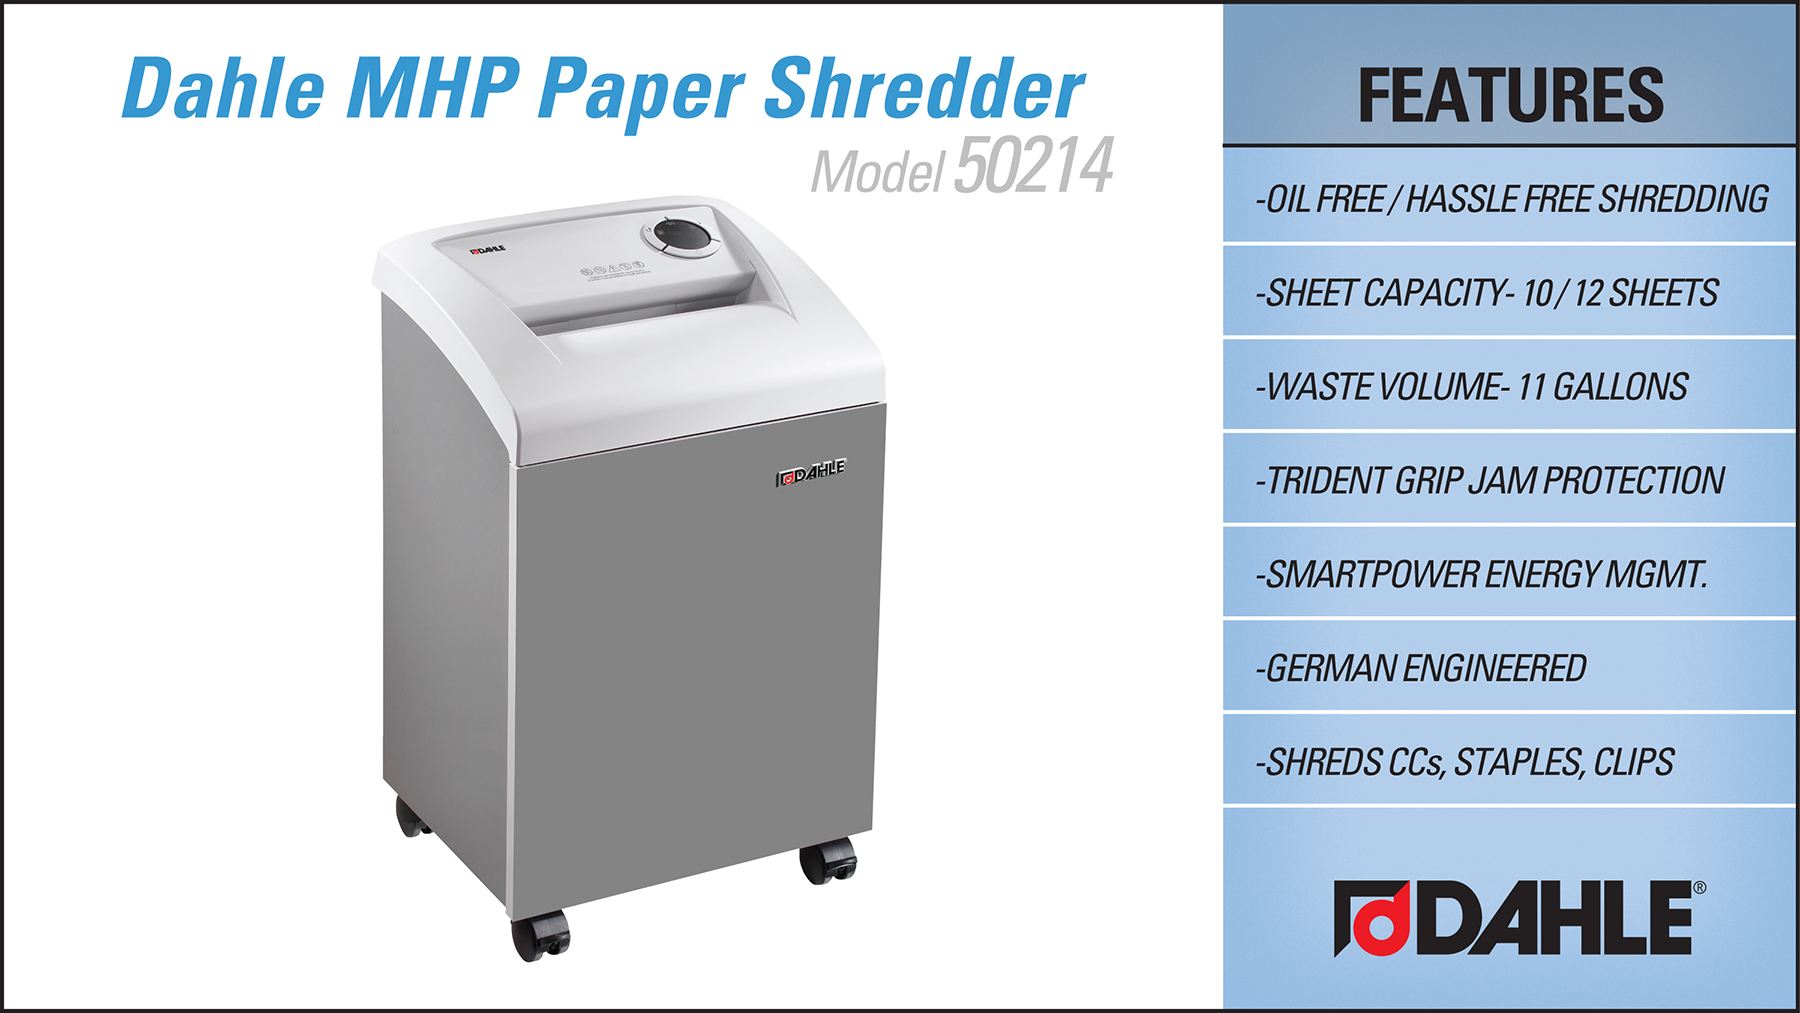 Dahle MHP Paper Shredder
Model 50214
DAHLE
DAHLE
FEATURES
-OIL FREE / HASSLE FREE SHREDDING
-SHEET CAPACITY- 10 / 12 SHEETS
-WASTE VOLUME- 11 GALLONS
-TRIDENT GRIP JAM PROTECTION
-SMARTPOWER ENERGY MGMT.
-GERMAN ENGINEERED
-SHREDS CCs, STAPLES, CLIPS
DAHLE®